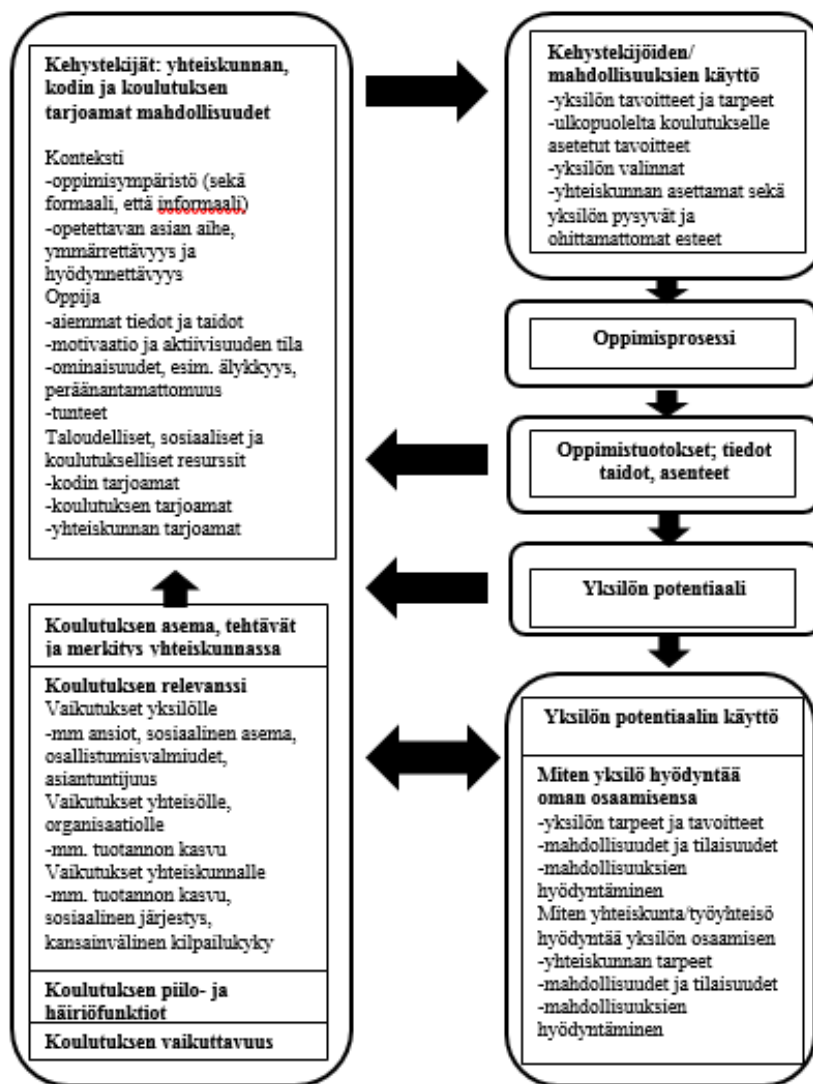 Kehystekijät: yhteiskunnan,
kodin ja koulutuksen
tarjoamat mahdollisuudet
Konteksti
-oppimisympäristö (sekä
formaali, että informaali)
-opetettavan asian aihe,
ymmärrettävyys ja
hyödynnettävyys
Oppija
-aiemmat tiedot ja taidot
-motivaatio ja aktiivisuuden tila
-ominaisuudet, esim. älykkyys,
peräänantamattomuus
-tunteet
Taloudelliset, sosiaaliset ja
koulutukselliset resurssit
-kodin tarjoamat
-koulutuksen tarjoamat
-yhteiskunnan tarjoamat
Koulutuksen asema, tehtävät
ja merkitys yhteiskunnassa
Koulutuksen relevanssi
Vaikutukset yksilölle
-mm ansiot, sosiaalinen asema,
osallistumisvalmiudet,
asiantuntijuus
Vaikutukset yhteisölle,
organisaatiolle
-mm. tuotannon kasvu
Vaikutukset yhteiskunnalle
-mm. tuotannon kasvu,
sosiaalinen järjestys,
kansainvälinen kilpailukyky
Koulutuksen piilo- ja
häiriöfunktiot
Koulutuksen vaikuttavuus
Kehystekijöiden/
mahdollisuuksien käyttö
-yksilön tavoitteet ja tarpeet
-ulkopuolelta koulutukselle
asetetut tavoitteet
-yksilön valinnat
-yhteiskunnan asettamat sekä
yksilön pysyvät ja
ohittamattomat esteet
Oppimisprosessi
Oppimistuotokset; tiedot
taidot, asenteet
Yksilön potentiaali
Yksilön potentiaalin käyttö
Miten yksilö hyödyntää
oman osaamisensa
-yksilön tarpeet ja tavoitteet
-mahdollisuudet ja tilaisuudet
-mahdollisuuksien
hyödyntäminen
Miten yhteiskunta/työyhteisö
hyödyntää yksilön osaamisen
-yhteiskunnan tarpeet
-mahdollisuudet ja tilaisuudet
-mahdollisuuksien
hyödyntäminen